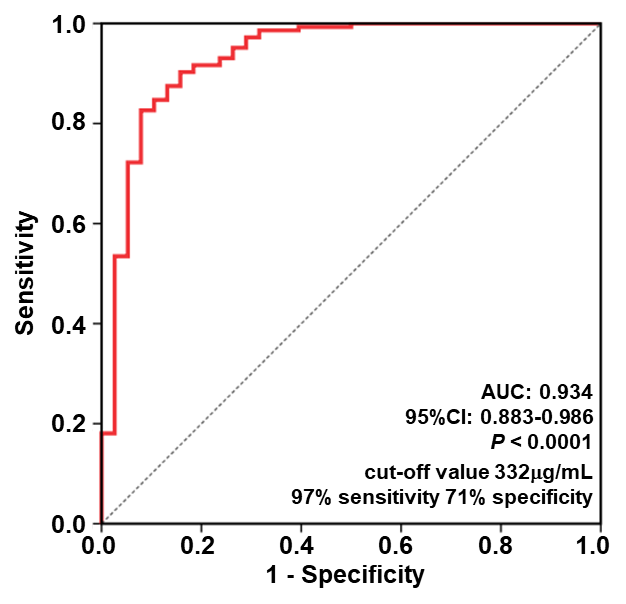 1.0
0.8
0.6
0.4
0.2
0.0
Sensitivity
AUC: 0.934
95%CI: 0.883-0.986
P < 0.0001
cut-off value 332μg/mL
97% sensitivity 71% specificity
0.0 0.2 0.4 0.6 0.8 1.0
1 - Specificity